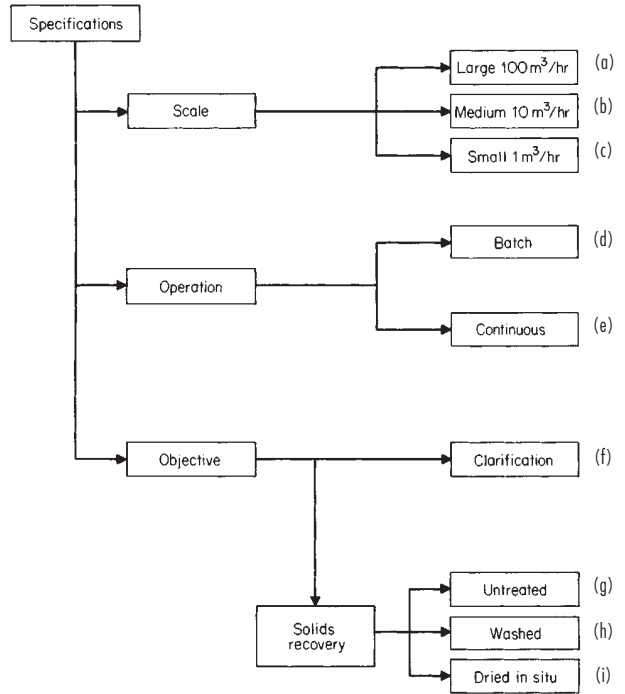 Specifications
Scale
Large 100 m³/hr (a)
Medium 10 m³/hr (b)
Small 1 m³/hr (c)
Operation
Batch (d)
Continuous (e)
Objective
Clarification (f)
Solids
recovery
Untreated (g)
Washed (h)
Dried in situ (i)